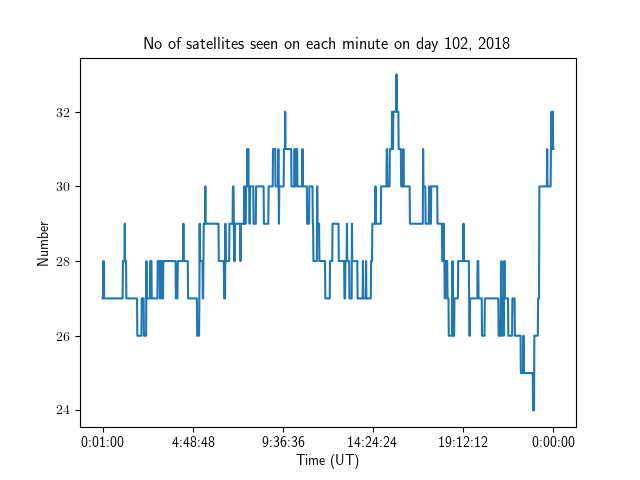 No of satellites seen on each minute on day 102, 2018
Number
32
30
28
26
24
0:01:00 4:48:48 9:36:36 14:24:24 19:12:12 0:00:00
Time (UT)